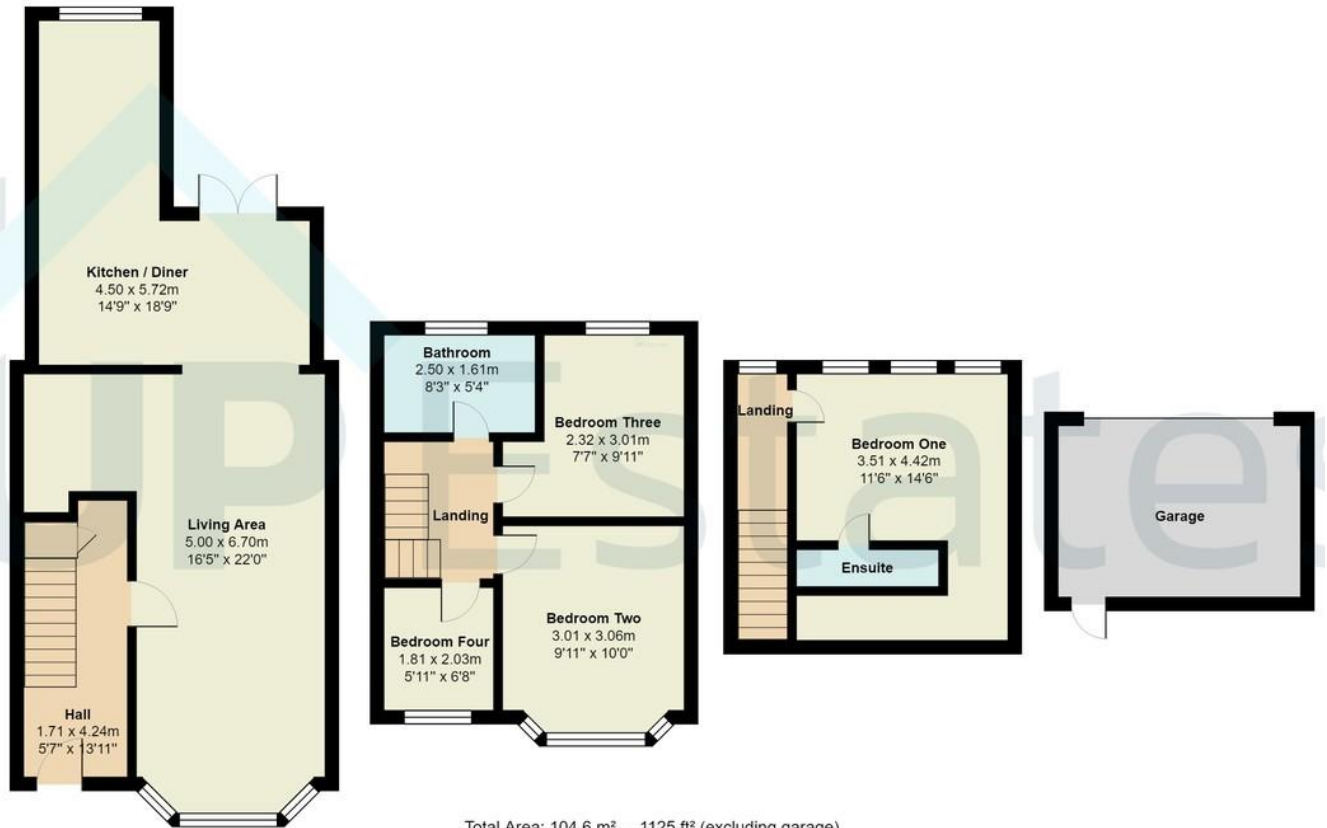 Kitchen / Diner
4.50 x 5.72m
14'9" x 18'9"
Living Area
5.00 x 6.70m
16'5" x 22'0"
Hall
1.71 x 4.24m
5'7" x 13'11"
Bathroom
2.50 x 1.61m
8'3" x 5'4"
Bedroom Three
2.32 x 3.01m
7'7" x 9'11"
Landing
Bedroom Two
3.01 x 3.06m
9'11" x 10'0"
Bedroom Four
1.81 x 2.03m
5'11" x 6'8"
Landing
Bedroom One
3.51 x 4.42m
11'6" x 14'6"
Ensuite
Garage
UPEstates
Total Area: 104.6 m² ... 1125 ft² (excluding garage)